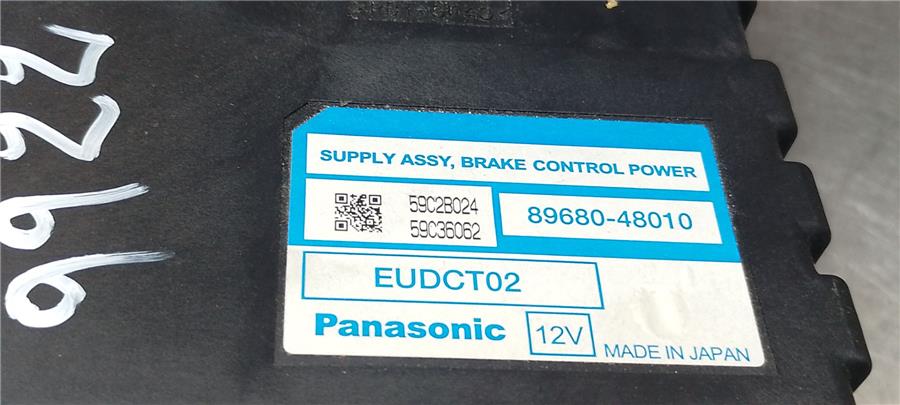 SUPPLY ASSY, BRAKE CONTROL POWER
59C2B024
59C36062
89680-48010
EUDCT02
Panasonic
12V
MADE IN JAPAN